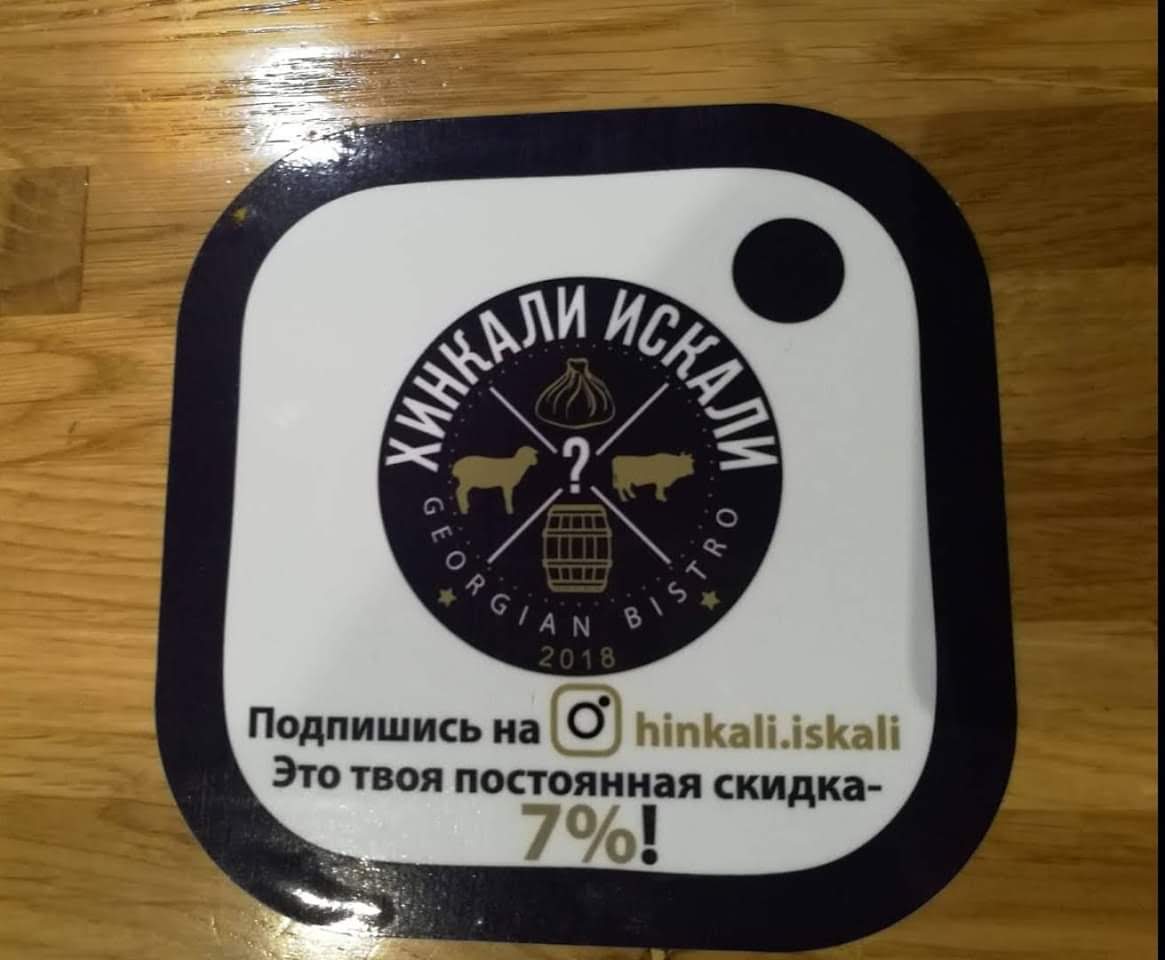 ХИНКАЛИ ИСКАЛИ
?
GEORGIAN BISTRO
2018
Подпишись на hinkali.iskali
Это твоя постоянная скидка-
7%!